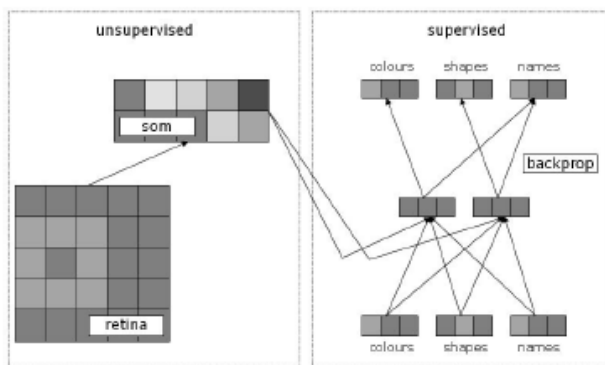 unsupervised
som
retina
supervised
colours shapes names
backprop
colours shapes names